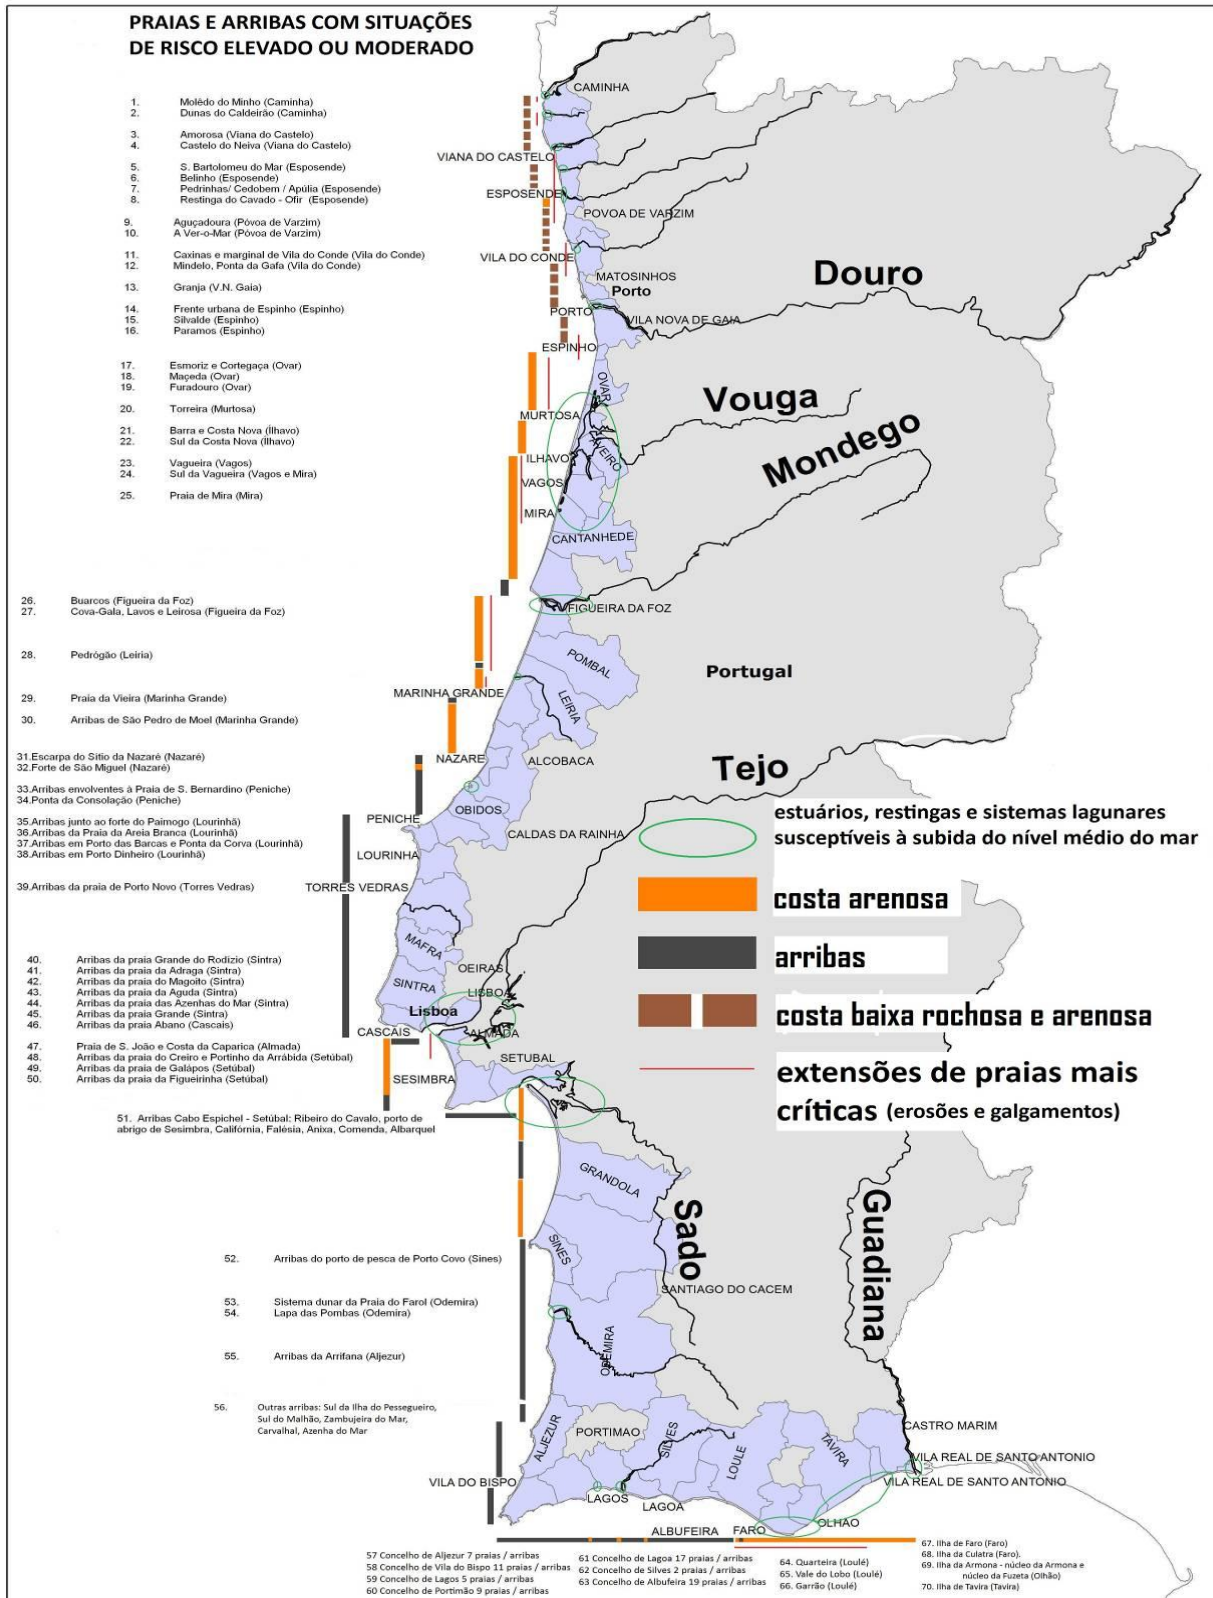 PRAIAS E ARRIBAS COM SITUAÇÕES
DE RISCO ELEVADO OU MODERADO
1. Molêdo do Minho (Caminha)
2. Dunas do Caldeirão (Caminha)
3. Amorosa (Viana do Castelo)
4. Castelo do Neiva (Viana do Castelo)
5. S. Bartolomeu do Mar (Esposende)
6. Belinho (Esposende)
7. Pedrinhas/ Cedobem / Apúlia (Esposende)
8. Restinga do Cavado - Ofir (Esposende)
9. Aguçadoura (Póvoa de Varzim)
10. A Ver-o-Mar (Póvoa de Varzim)
11. Caxinas e marginal de Vila do Conde (Vila do Conde)
12. Mindelo, Ponta da Gafa (Vila do Conde)
13. Granja (V.N. Gaia)
14. Frente urbana de Espinho (Espinho)
15. Silvalde (Espinho)
16. Paramos (Espinho)
17. Esmoriz e Cortegaça (Ovar)
18. Maçeda (Ovar)
19. Furadouro (Ovar)
20. Torreira (Murtosa)
21. Barra e Costa Nova (Ílhavo)
22. Sul da Costa Nova (Ílhavo)
23. Vagueira (Vagos)
24. Sul da Vagueira (Vagos e Mira)
25. Praia de Mira (Mira)
26. Buarcos (Figueira da Foz)
27. Cova-Gala, Lavos e Leirosa (Figueira da Foz)
28. Pedrógão (Leiria)
29. Praia da Vieira (Marinha Grande)
30. Arribas de São Pedro de Moel (Marinha Grande)
31.Escarpa do Sítio da Nazaré (Nazaré)
32.Forte de São Miguel (Nazaré)
33.Arribas envolventes à Praia de S. Bernardino (Peniche)
34.Ponta da Consolação (Peniche)
35.Arribas junto ao forte do Paimogo (Lourinhã)
36.Arribas da Praia da Areia Branca (Lourinhã)
37.Arribas em Porto das Barcas e Ponta da Corva (Lourinhã)
38.Arribas em Porto Dinheiro (Lourinhã)
39.Arribas da praia de Porto Novo (Torres Vedras)
40. Arribas da praia Grande do Rodízio (Sintra)
41. Arribas da praia da Adraga (Sintra)
42. Arribas da praia do Magoito (Sintra)
43. Arribas da praia da Aguda (Sintra)
44. Arribas da praia das Azenhas do Mar (Sintra)
45. Arribas da praia Grande (Sintra)
46. Arribas da praia Abano (Cascais)
47. Praia de S. João e Costa da Caparica (Almada)
48. Arribas da praia do Creiro e Portinho da Arrábida (Setúbal)
49. Arribas da praia de Galápos (Setúbal)
50. Arribas da praia da Figueirinha (Setúbal)
51. Arribas Cabo Espichel - Setúbal: Ribeiro do Cavalo, porto de
abrigo de Sesimbra, Califórnia, Falésia, Anixa, Comenda, Albarquel
52. Arribas do porto de pesca de Porto Covo (Sines)
53. Sistema dunar da Praia do Farol (Odemira)
54. Lapa das Pombas (Odemira)
55. Arribas da Arrifana (Aljezur)
56. Outras arribas: Sul da Ilha do Pessegueiro,
Sul do Malhão, Zambujeira do Mar,
Carvalhal, Azenha do Mar
CAMINHA
VIANA DO CASTELO
ESPOSENDE
POVOA DE VARZIM
VILA DO CONDE
MATOSINHOS
Porto
PORTO
VILA NOVA DE GAIA
ESPINHO
OVAR
MURTOSA
AVEIRO
ILHAVO
VAGOS
MIRA
CANTANHEDE
FIGUEIRA DA FOZ
POMBAL
LEIRIA
MARINHA GRANDE
NAZARE
ALCOBACA
OBIDOS
PENICHE
CALDAS DA RAINHA
LOURINHA
TORRES VEDRAS
MAFRA
OEIRAS
SINTRA
LISBOA
Lisboa
CASCAIS
ALMADA
SETUBAL
SESIMBRA
GRANDOLA
SINES
SANTIAGO DO CACEM
ODEMIRA
ALJEZUR
PORTIMAO
SILVES
LOULE
TAVIRA
CASTRO MARIM
VILA REAL DE SANTO ANTONIO
VILA REAL DE SANTO ANTONIO
VILA DO BISPO
LAGOS
LAGOA
ALBUFEIRA
FARO
OLHAO
Douro
Vouga
Mondego
Portugal
Tejo
Sado
Guadiana
estuários, restingas e sistemas lagunares
susceptíveis à subida do nível médio do mar
costa arenosa
arribas
costa baixa rochosa e arenosa
extensões de praias mais
críticas (erosões e galgamentos)
57 Concelho de Aljezur 7 praias / arribas
58 Concelho de Vila do Bispo 11 praias / arribas
59 Concelho de Lagos 5 praias / arribas
60 Concelho de Portimão 9 praias / arribas
61 Concelho de Lagoa 17 praias / arribas
62 Concelho de Silves 2 praias / arribas
63 Concelho de Albufeira 19 praias / arribas
64. Quarteira (Loulé)
65. Vale do Lobo (Loulé)
66. Garrão (Loulé)
67. Ilha de Faro (Faro)
68. Ilha da Culatra (Faro).
69. Ilha da Armona - núcleo da Armona e
núcleo da Fuzeta (Olhão)
70. Ilha de Tavira (Tavira)